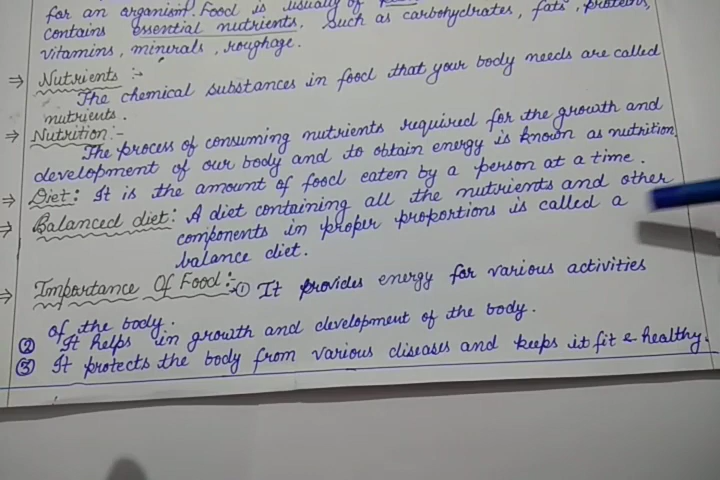 for an organism. Food is usually of
contains essential nutrients. Such as carbohydrates, fats, proteins,
vitamins, minerals, roughage.
⇒ Nutrients :-
The chemical substances in food that your body needs are called
nutrients.
⇒ Nutrition:-
The process of consuming nutrients required for the growth and
development of our body and to obtain energy is known as nutrition.
⇒ Diet: It is the amount of food eaten by a person at a time.
⇒ Balanced diet: A diet containing all the nutrients and other
components in proper proportions is called a
balance diet.
⇒ Importance Of Food:- ① It provides energy for various activities
of the body.
② It helps in growth and development of the body.
③ It protects the body from various diseases and keeps it fit & healthy.